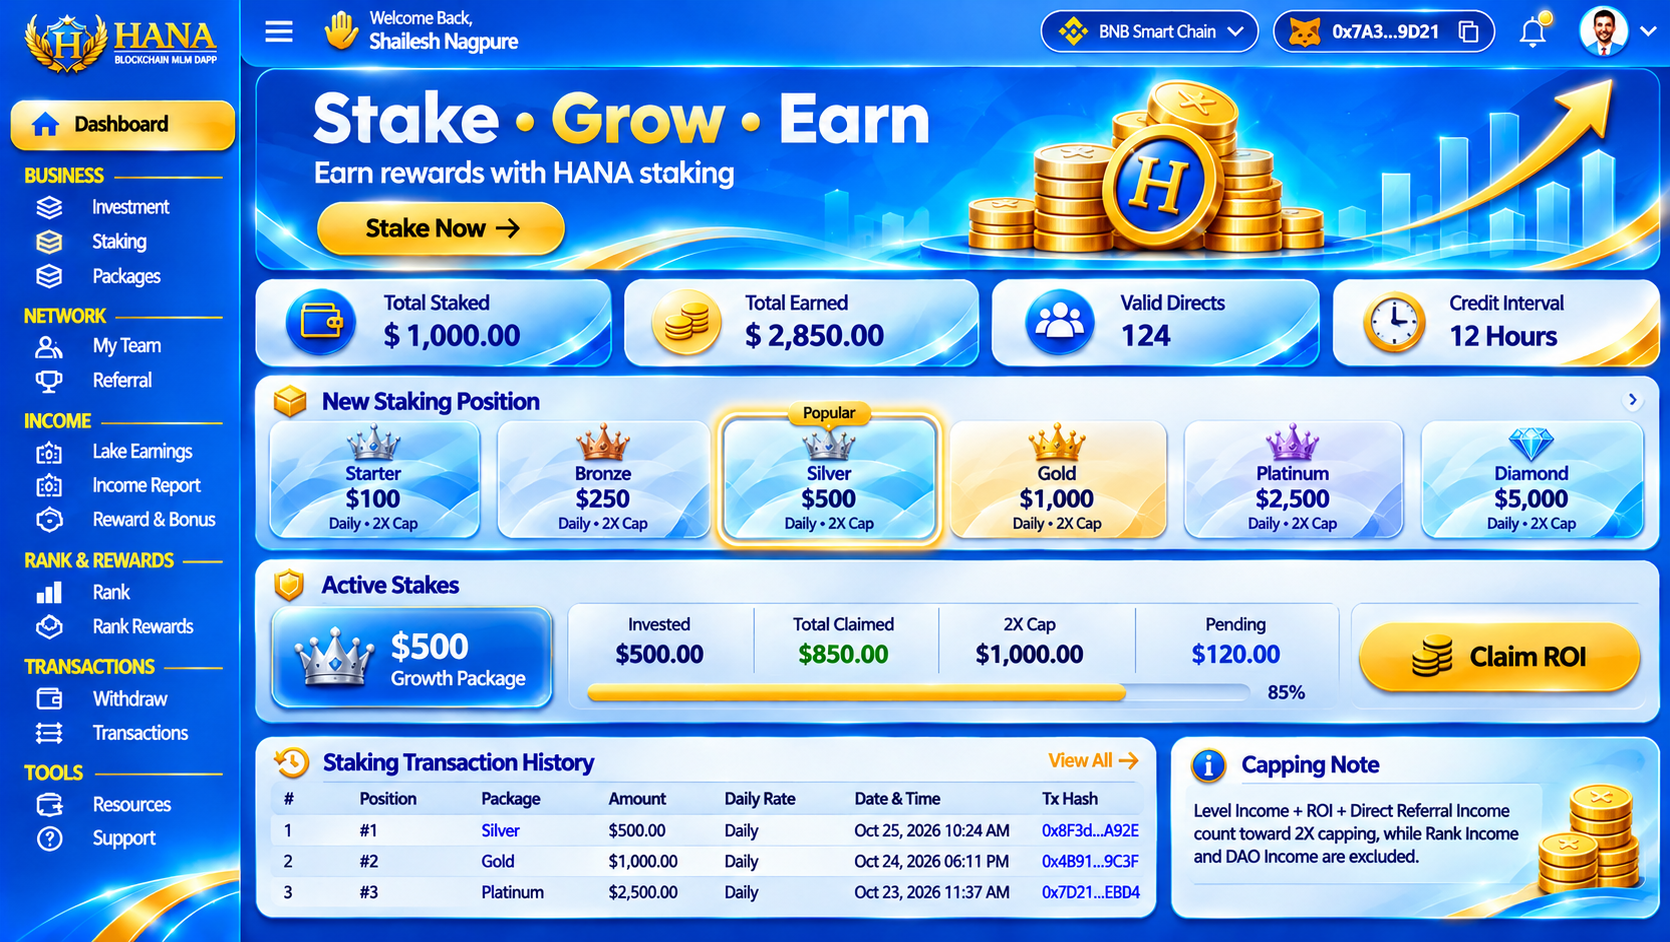 HANA
BLOCKCHAIN MLM DAPP
Welcome Back,
Shailesh Nagpure
BNB Smart Chain
0x7A3...9D21
Dashboard
BUSINESS
Investment
Staking
Packages
NETWORK
My Team
Referral
INCOME
Lake Earnings
Income Report
Reward & Bonus
RANK & REWARDS
Rank
Rank Rewards
TRANSACTIONS
Withdraw
Transactions
TOOLS
Resources
Support
Stake • Grow • Earn
Earn rewards with HANA staking
Stake Now →
H
Total Staked
$ 1,000.00
Total Earned
$ 2,850.00
Valid Directs
124
Credit Interval
12 Hours
New Staking Position
Starter
$100
Daily • 2X Cap
Bronze
$250
Daily • 2X Cap
Popular
Silver
$500
Daily • 2X Cap
Gold
$1,000
Daily • 2X Cap
Platinum
$2,500
Daily • 2X Cap
Diamond
$5,000
Daily • 2X Cap
Active Stakes
$500
Growth Package
Invested
$500.00
Total Claimed
$850.00
2X Cap
$1,000.00
Pending
$120.00
85%
Claim ROI
Staking Transaction History
View All →
# Position Package Amount Daily Rate Date & Time Tx Hash
1 #1 Silver $500.00 Daily Oct 25, 2026 10:24 AM 0x8F3d...A92E
2 #2 Gold $1,000.00 Daily Oct 24, 2026 06:11 PM 0x4B91...9C3F
3 #3 Platinum $2,500.00 Daily Oct 23, 2026 11:37 AM 0x7D21...EBD4
Capping Note
Level Income + ROI + Direct Referral Income
count toward 2X capping, while Rank Income
and DAO Income are excluded.